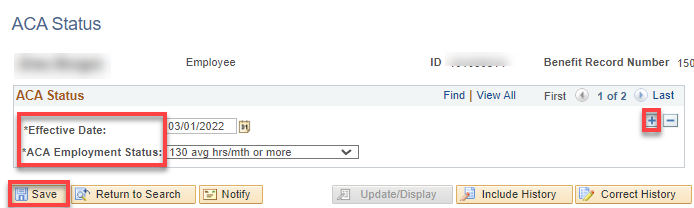 ACA Status
Employee ID Benefit Record Number 150
ACA Status Find | View All First 1 of 2 Last
*Effective Date: 03/01/2022
*ACA Employment Status: 130 avg hrs/mth or more
Save Return to Search Notify Update/Display Include History Correct History